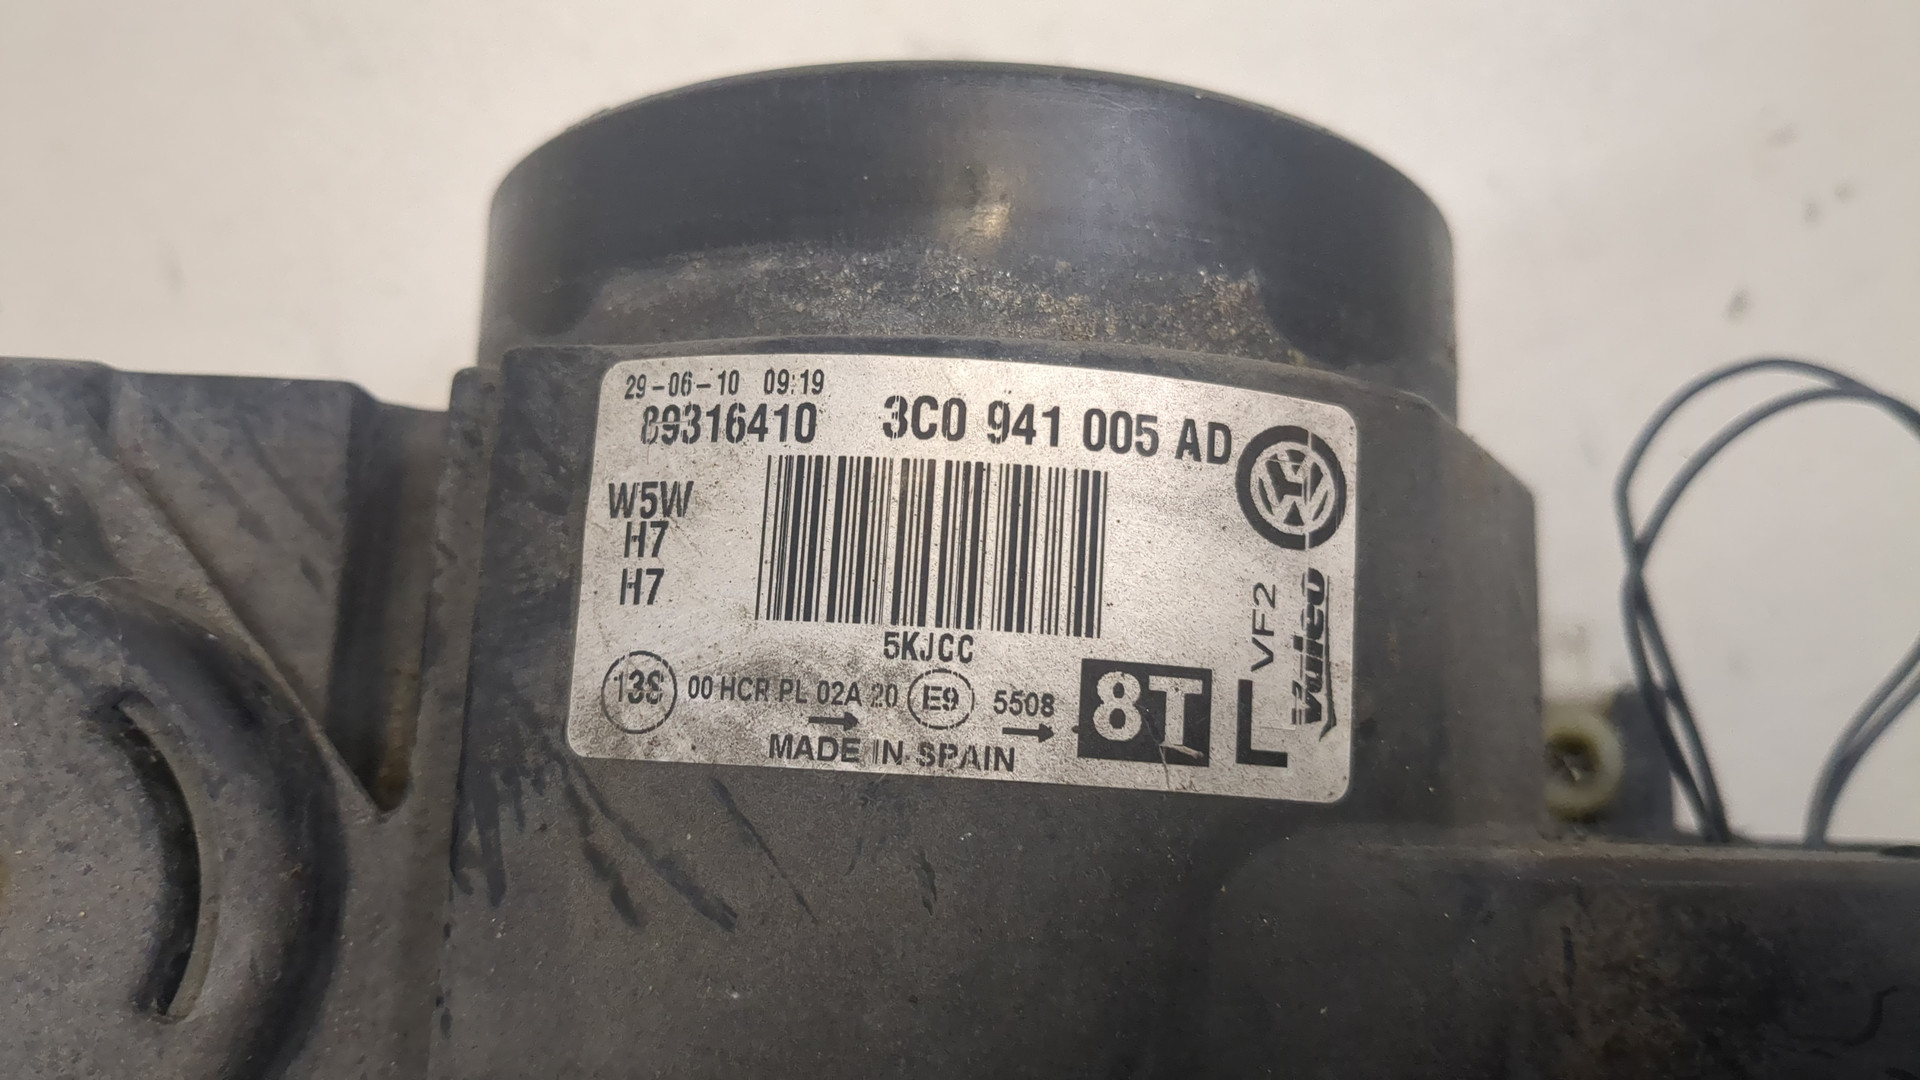 29-06-10 09:19
89316410 3C0 941 005 AD
W5W
H7
H7
5KJCC
00 HCR PL 02A 20 E9 5508
8T
L
MADE IN SPAIN
VF2
Valeo